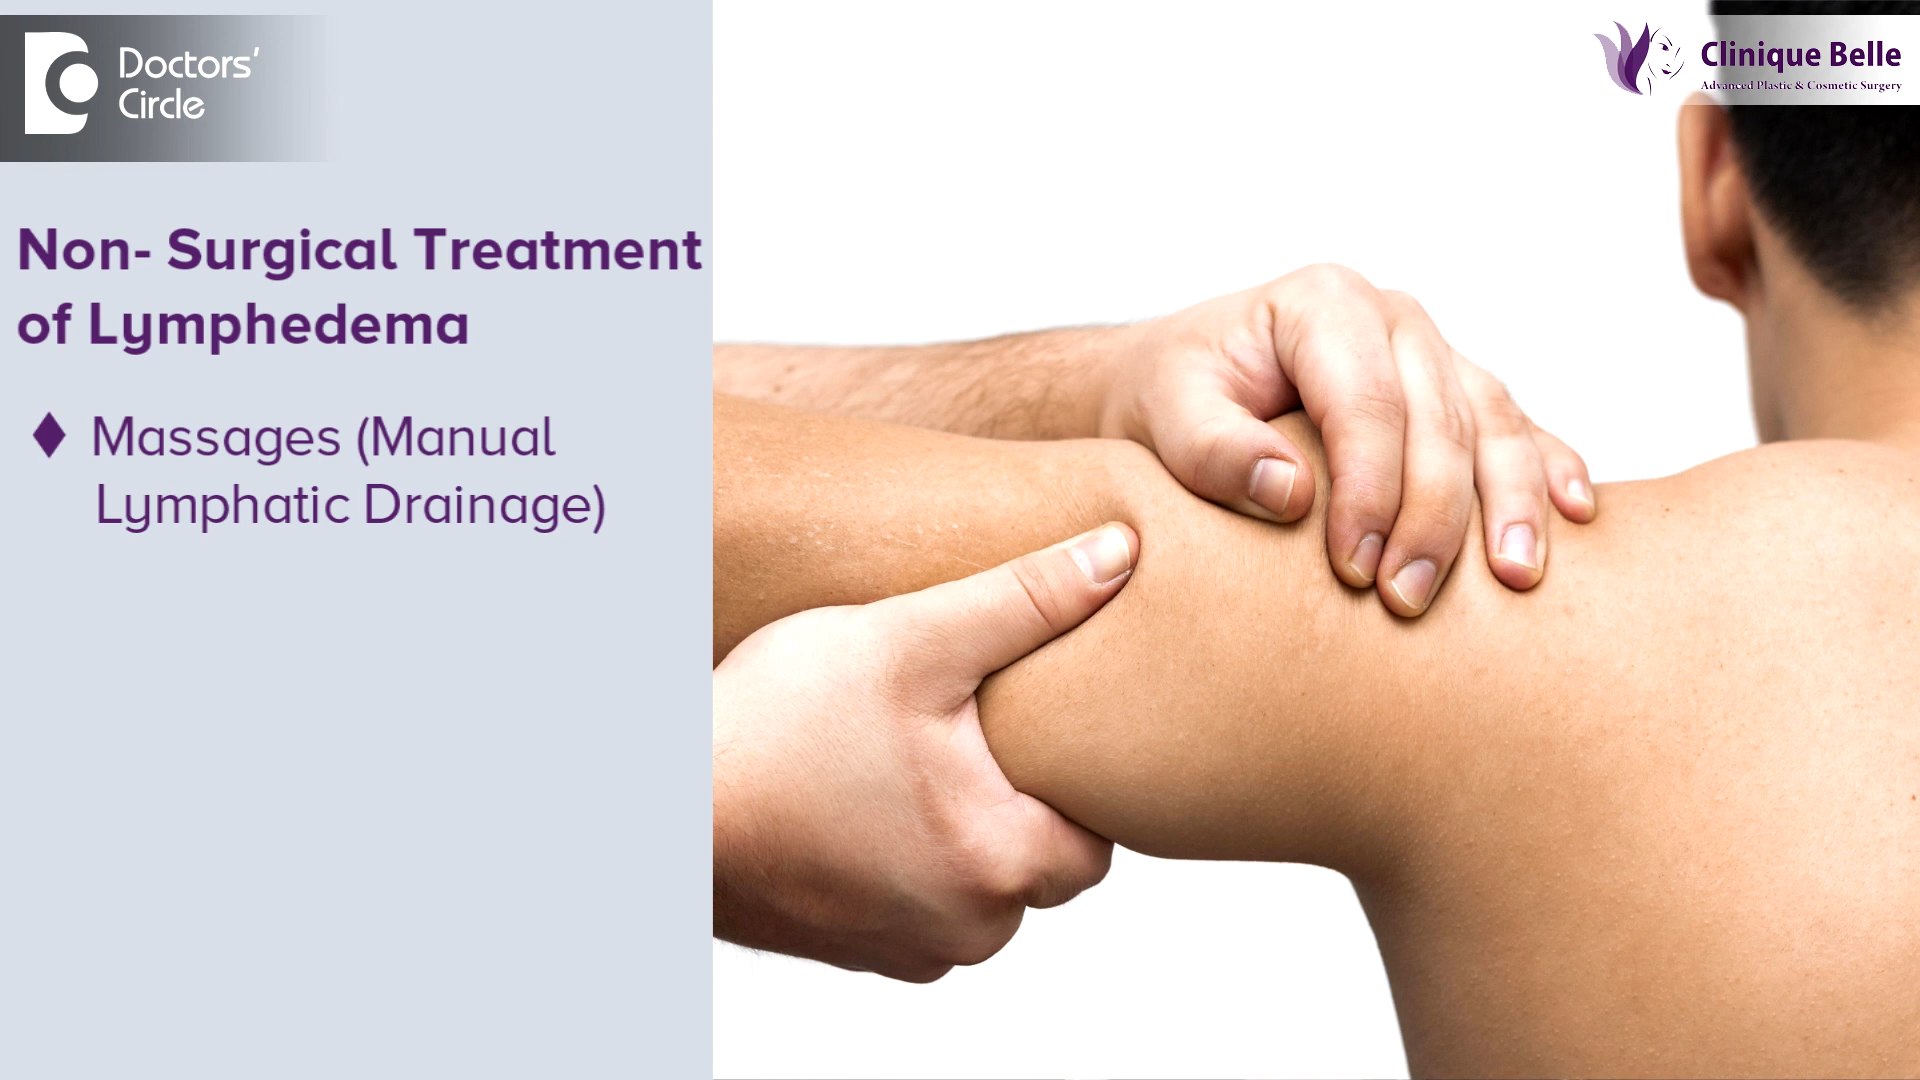 Doctors'
Circle
Clinique Belle
Advanced Plastic & Cosmetic Surgery
Non- Surgical Treatment
of Lymphedema
♦ Massages (Manual
Lymphatic Drainage)